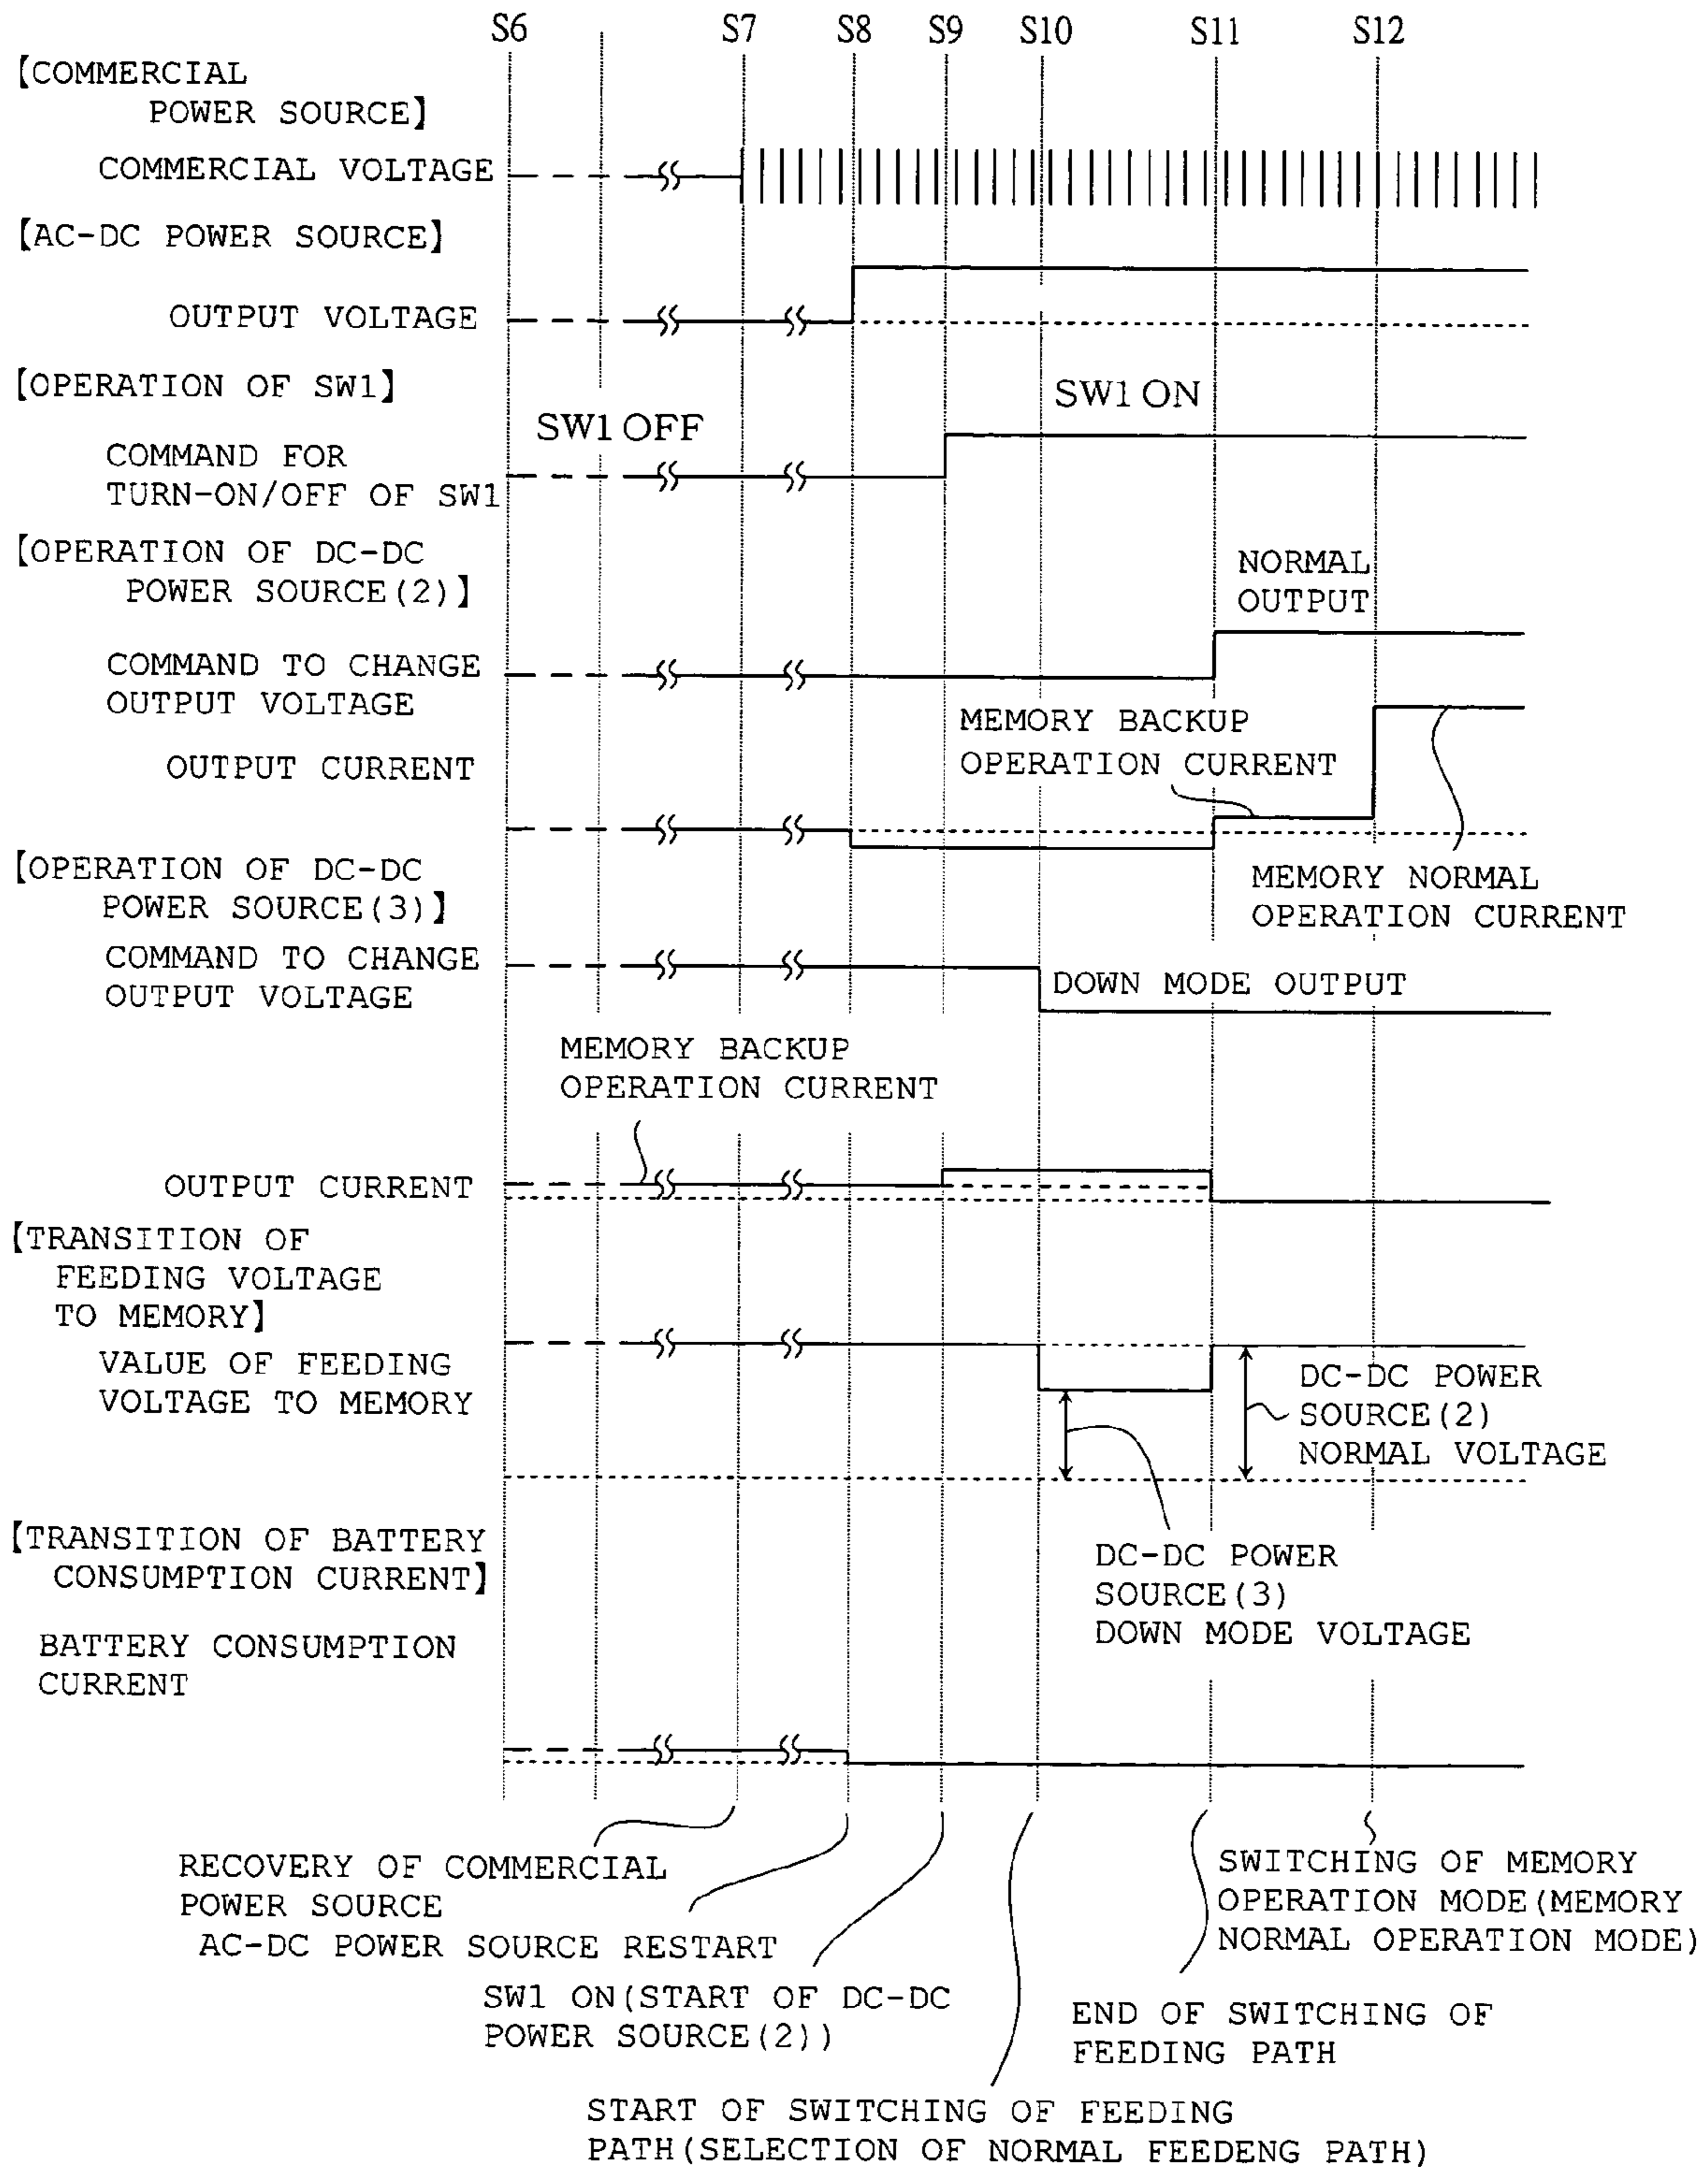 S6 S7 S8 S9 S10 S11 S12
【COMMERCIAL
POWER SOURCE】
COMMERCIAL VOLTAGE
【AC-DC POWER SOURCE】
OUTPUT VOLTAGE
【OPERATION OF SW1】
SW1 OFF
SW1 ON
COMMAND FOR
TURN-ON/OFF OF SW1
【OPERATION OF DC-DC
POWER SOURCE(2)】
NORMAL
OUTPUT
COMMAND TO CHANGE
OUTPUT VOLTAGE
MEMORY BACKUP
OPERATION CURRENT
OUTPUT CURRENT
MEMORY NORMAL
OPERATION CURRENT
【OPERATION OF DC-DC
POWER SOURCE(3)】
COMMAND TO CHANGE
OUTPUT VOLTAGE
DOWN MODE OUTPUT
MEMORY BACKUP
OPERATION CURRENT
OUTPUT CURRENT
【TRANSITION OF
FEEDING VOLTAGE
TO MEMORY】
VALUE OF FEEDING
VOLTAGE TO MEMORY
DC-DC POWER
SOURCE(2)
NORMAL VOLTAGE
DC-DC POWER
SOURCE(3)
DOWN MODE VOLTAGE
【TRANSITION OF BATTERY
CONSUMPTION CURRENT】
BATTERY CONSUMPTION
CURRENT
RECOVERY OF COMMERCIAL
POWER SOURCE
AC-DC POWER SOURCE RESTART
SW1 ON(START OF DC-DC
POWER SOURCE(2))
START OF SWITCHING OF FEEDING
PATH(SELECTION OF NORMAL FEEDENG PATH)
END OF SWITCHING OF
FEEDING PATH
SWITCHING OF MEMORY
OPERATION MODE(MEMORY
NORMAL OPERATION MODE)